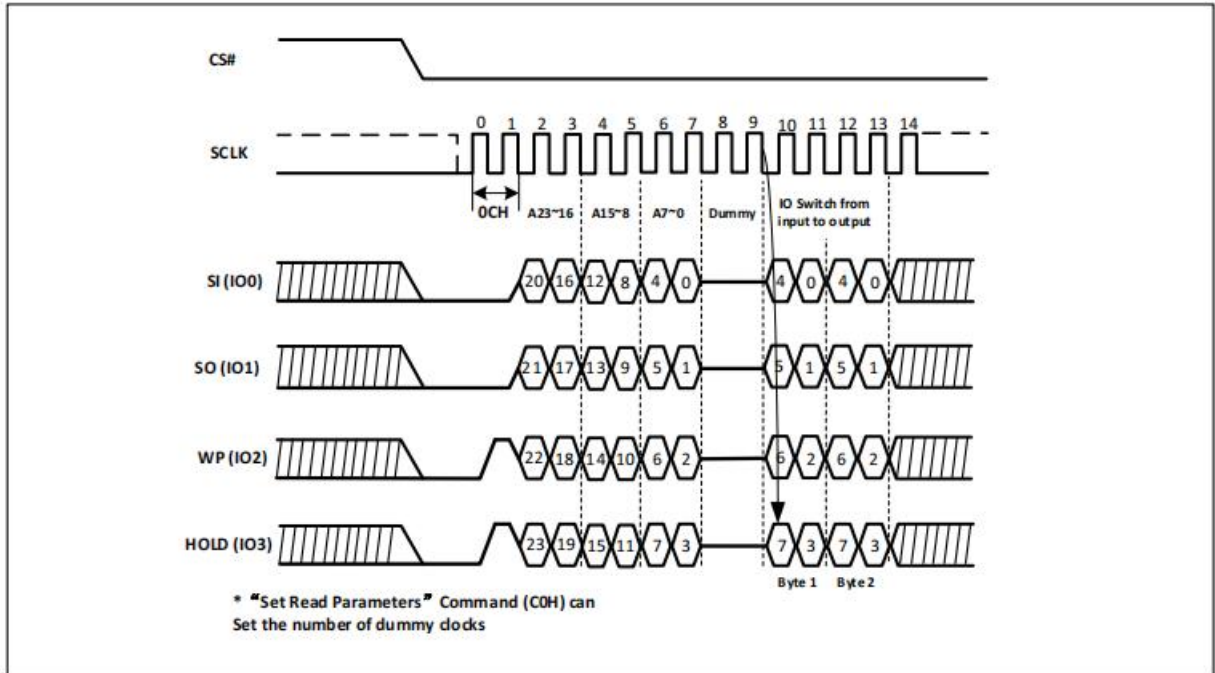 CS#
0 1 2 3 4 5 6 7 8 9 10 11 12 13 14
SCLK
0CH A23~16 A15~8 A7~0 Dummy IO Switch from
input to output
SI (IO0) 20 16 12 8 4 0 4 0 4 0
SO (IO1) 21 17 13 9 5 1 5 1 5 1
WP (IO2) 22 18 14 10 6 2 6 2 6 2
HOLD (IO3) 23 19 15 11 7 3 7 3 7 3
Byte 1 Byte 2
* “Set Read Parameters” Command (C0H) can
Set the number of dummy clocks